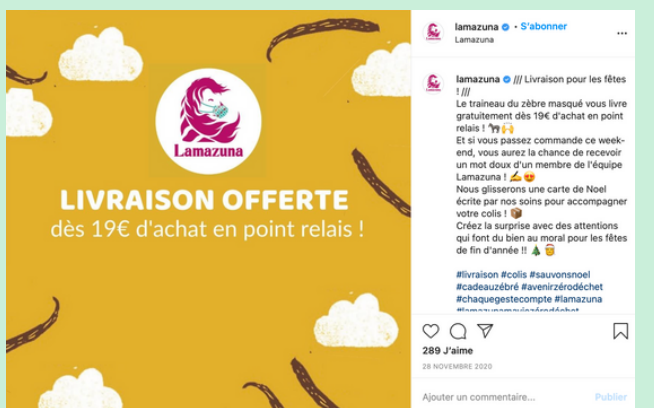 Lamazuna
LIVRAISON OFFERTE
dès 19€ d'achat en point relais !
lamazuna • S'abonner
Lamazuna
...
Lamazuna
lamazuna /// Livraison pour les fêtes
! ///
Le traineau du zèbre masqué vous livre
gratuitement dès 19€ d'achat en point
relais ! 🦓🙌
Et si vous passez commande ce week-
end, vous aurez la chance de recevoir
un mot doux d'un membre de l'équipe
Lamazuna ! ✍️😍
Nous glisserons une carte de Noel
écrite par nos soins pour accompagner
votre colis ! 📦
Créez la surprise avec des attentions
qui font du bien au moral pour les fêtes
de fin d'année !! 🎄🎅
#livraison #colis #sauvonsnoel
#cadeauzébré #avenirzérodéchet
#chaquegestecompte #lamazuna
289 J'aime
28 NOVEMBRE 2020
Ajouter un commentaire... Publier